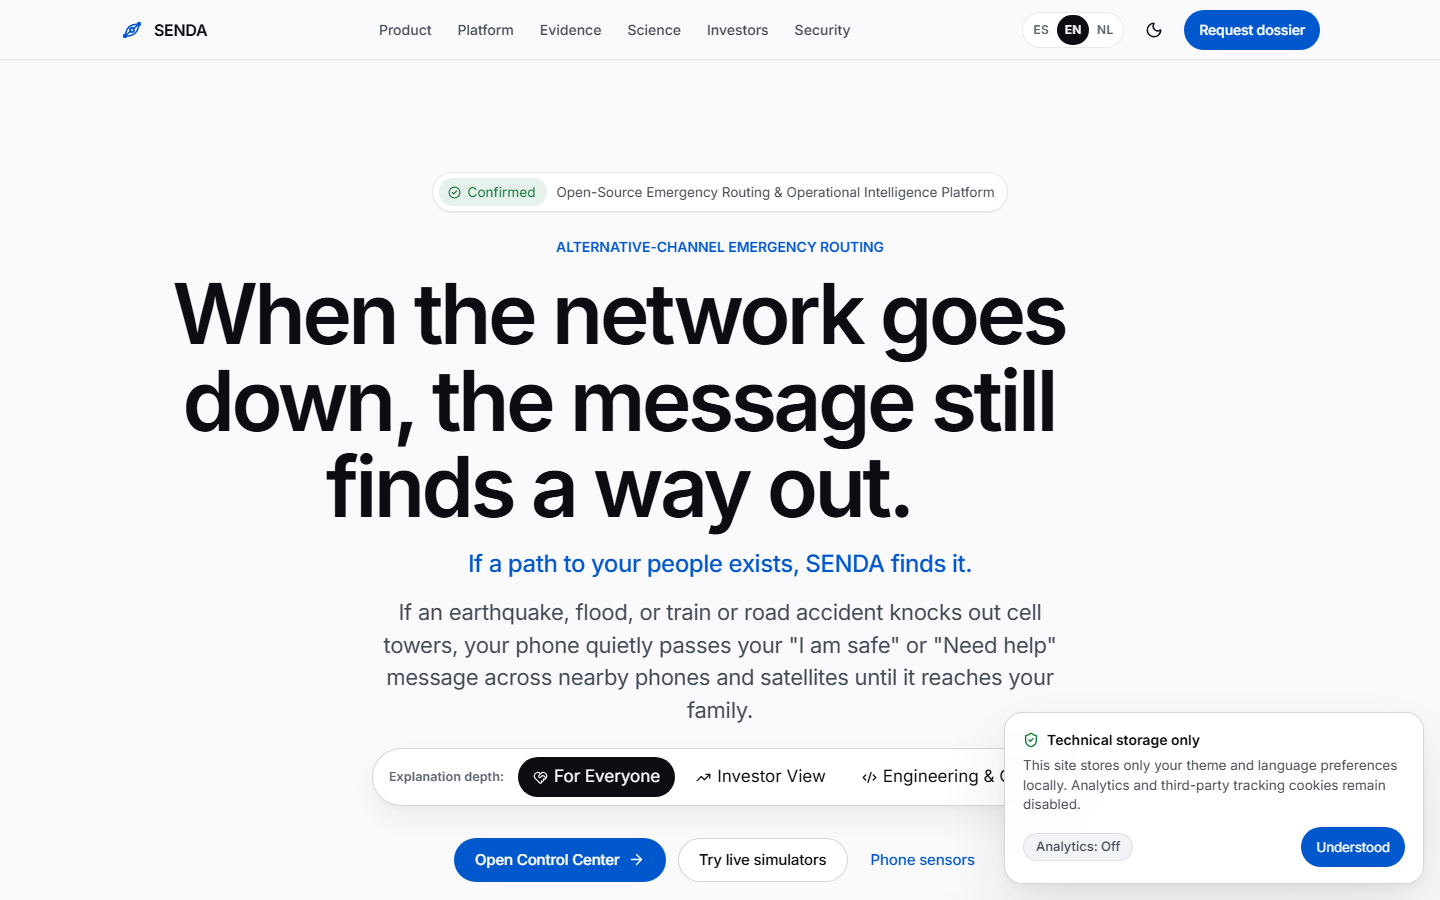 SENDA
Product Platform Evidence Science Investors Security
ES EN NL
Request dossier
Confirmed Open-Source Emergency Routing & Operational Intelligence Platform
ALTERNATIVE-CHANNEL EMERGENCY ROUTING
When the network goes
down, the message still
finds a way out.
If a path to your people exists, SENDA finds it.
If an earthquake, flood, or train or road accident knocks out cell
towers, your phone quietly passes your "I am safe" or "Need help"
message across nearby phones and satellites until it reaches your
family.
Explanation depth: For Everyone Investor View Engineering &
Open Control Center Try live simulators Phone sensors
Technical storage only
This site stores only your theme and language preferences
locally. Analytics and third-party tracking cookies remain
disabled.
Analytics: Off Understood